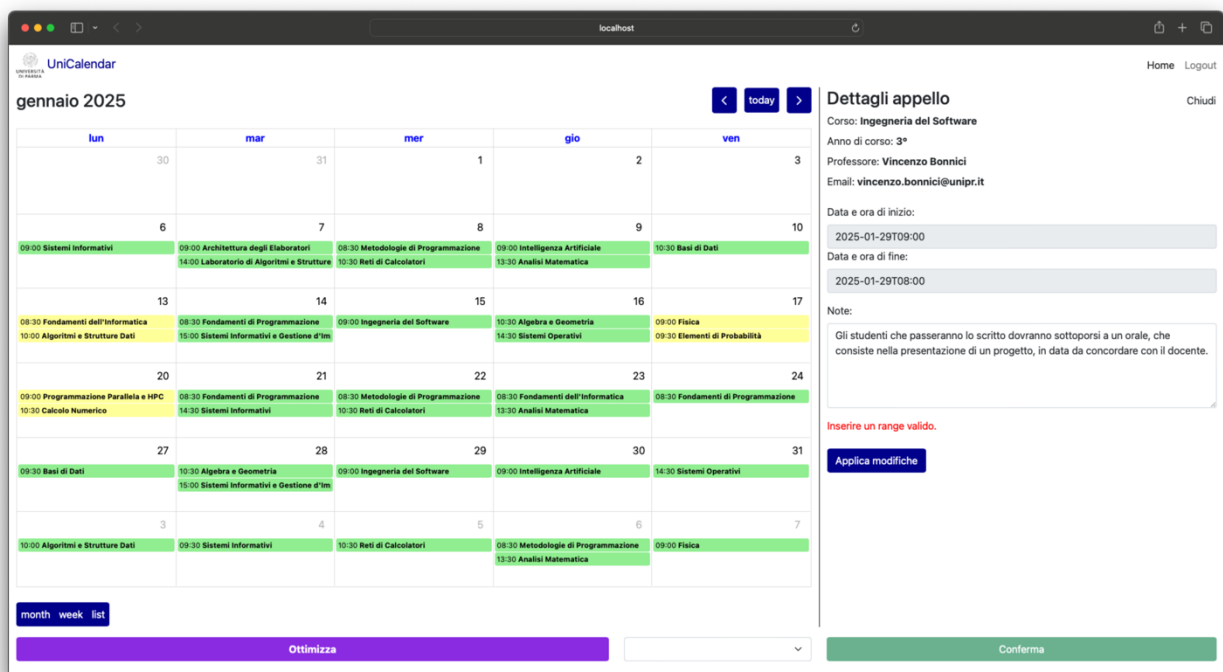 localhost
UNIVERSITÀ
DI PARMA
UniCalendar
Home Logout
gennaio 2025
today
lun mar mer gio ven
30 31 1 2 3
6 7 8 9 10
09:00 Sistemi Informativi 09:00 Architettura degli Elaboratori 08:30 Metodologie di Programmazione 09:00 Intelligenza Artificiale 10:30 Basi di Dati
14:00 Laboratorio di Algoritmi e Strutture 10:30 Reti di Calcolatori 13:30 Analisi Matematica
13 14 15 16 17
08:30 Fondamenti dell'Informatica 08:30 Fondamenti di Programmazione 09:00 Ingegneria del Software 10:30 Algebra e Geometria 09:00 Fisica
10:00 Algoritmi e Strutture Dati 15:00 Sistemi Informativi e Gestione d'Im 14:30 Sistemi Operativi 09:30 Elementi di Probabilità
20 21 22 23 24
09:00 Programmazione Parallela e HPC 08:30 Fondamenti di Programmazione 08:30 Metodologie di Programmazione 08:30 Fondamenti dell'Informatica 08:30 Fondamenti di Programmazione
10:30 Calcolo Numerico 14:30 Sistemi Informativi 10:30 Reti di Calcolatori 13:30 Analisi Matematica
27 28 29 30 31
09:30 Basi di Dati 10:30 Algebra e Geometria 09:00 Ingegneria del Software 09:00 Intelligenza Artificiale 14:30 Sistemi Operativi
15:00 Sistemi Informativi e Gestione d'Im
3 4 5 6 7
10:00 Algoritmi e Strutture Dati 09:30 Sistemi Informativi 10:30 Reti di Calcolatori 08:30 Metodologie di Programmazione 09:00 Fisica
13:30 Analisi Matematica
month week list
Ottimizza
Dettagli appello
Chiudi
Corso: Ingegneria del Software
Anno di corso: 3°
Professore: Vincenzo Bonnici
Email: vincenzo.bonnici@unipr.it
Data e ora di inizio:
2025-01-29T09:00
Data e ora di fine:
2025-01-29T08:00
Note:
Gli studenti che passeranno lo scritto dovranno sottoporsi a un orale, che
consiste nella presentazione di un progetto, in data da concordare con il docente.
Inserire un range valido.
Applica modifiche
Conferma